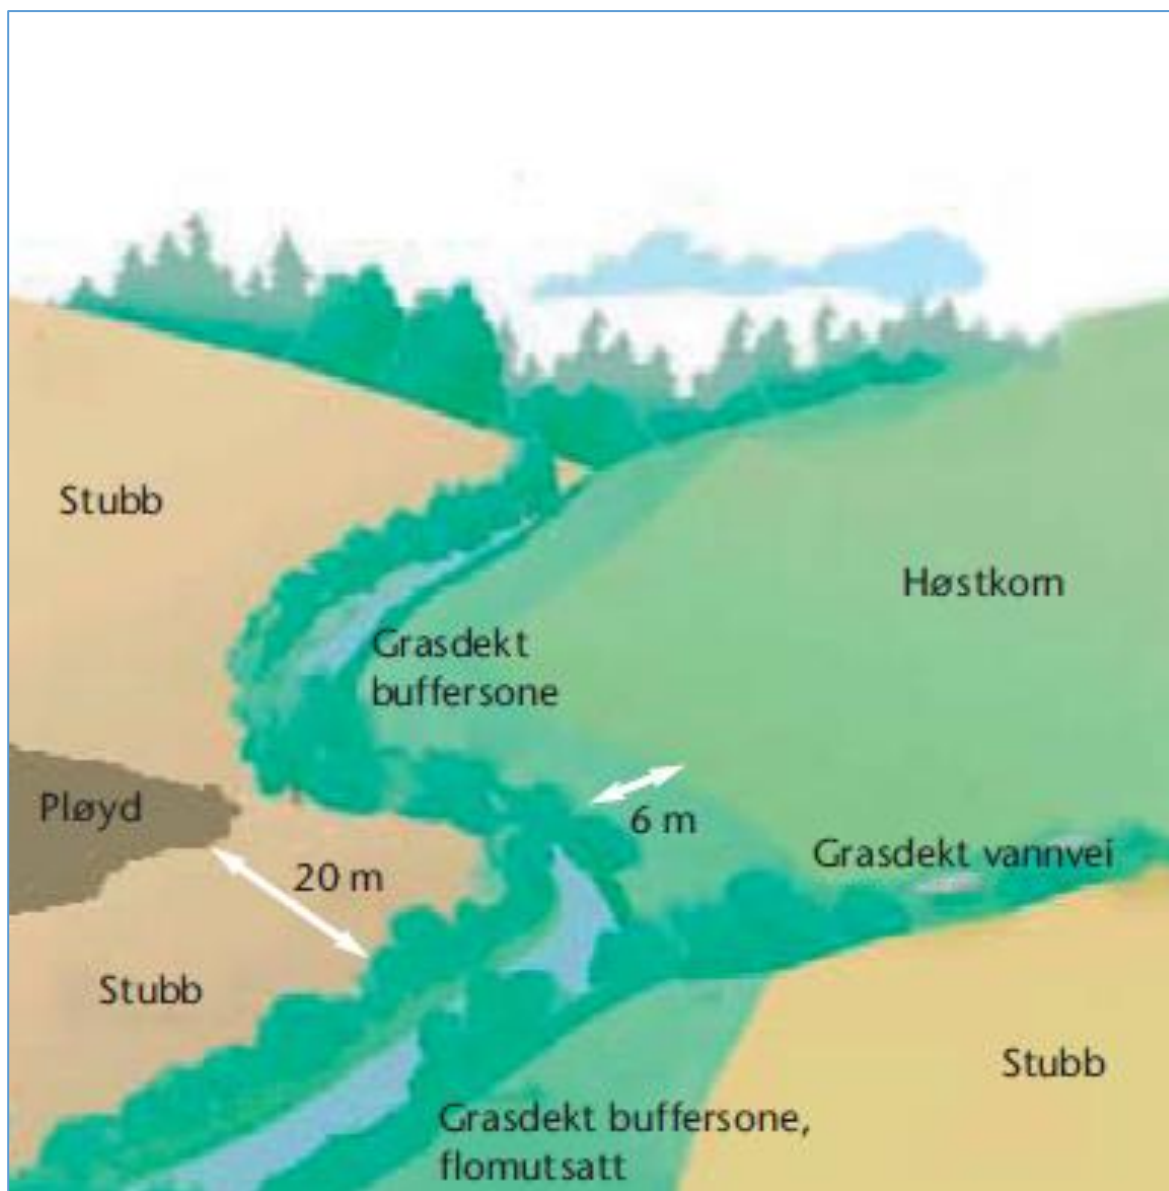 Stubb
Høstkorn
Grasdekt
buffersone
Pløyd
6 m
Grasdekt vannvei
20 m
Stubb
Stubb
Grasdekt buffersone,
flomutsatt